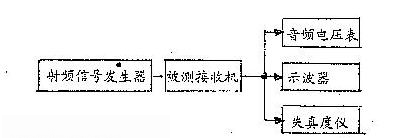 音频电压表
射频信号发生器
被测接收机
示波器
失真度仪